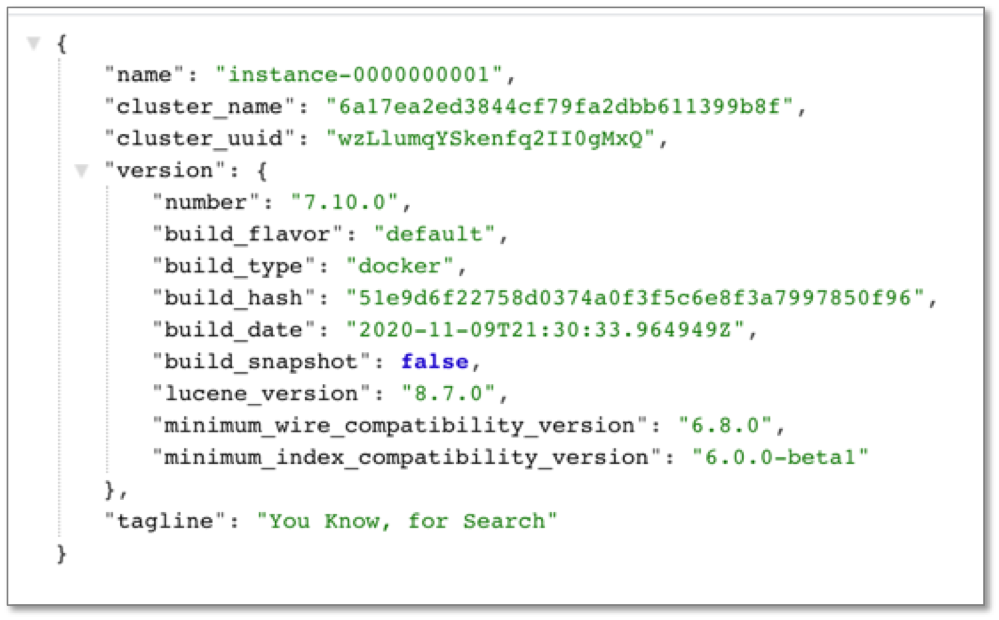 {
"name": "instance-0000000001",
"cluster_name": "6a17ea2ed3844cf79fa2dbb611399b8f",
"cluster_uuid": "wzLlumqYSkenfq2II0gMxQ",
"version": {
"number": "7.10.0",
"build_flavor": "default",
"build_type": "docker",
"build_hash": "51e9d6f22758d0374a0f3f5c6e8f3a7997850f96",
"build_date": "2020-11-09T21:30:33.964949Z",
"build_snapshot": false,
"lucene_version": "8.7.0",
"minimum_wire_compatibility_version": "6.8.0",
"minimum_index_compatibility_version": "6.0.0-beta1"
},
"tagline": "You Know, for Search"
}